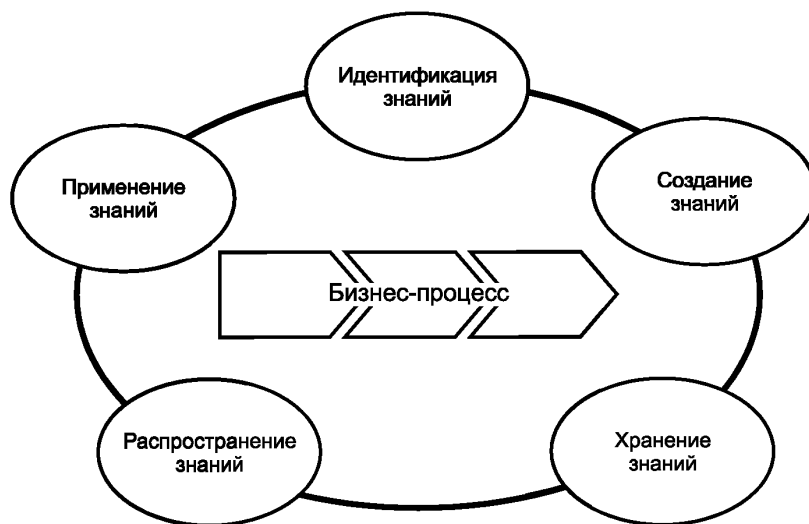 Идентификация
знаний
Применение
знаний
Создание
знаний
Бизнес-процесс
Распространение
знаний
Хранение
знаний